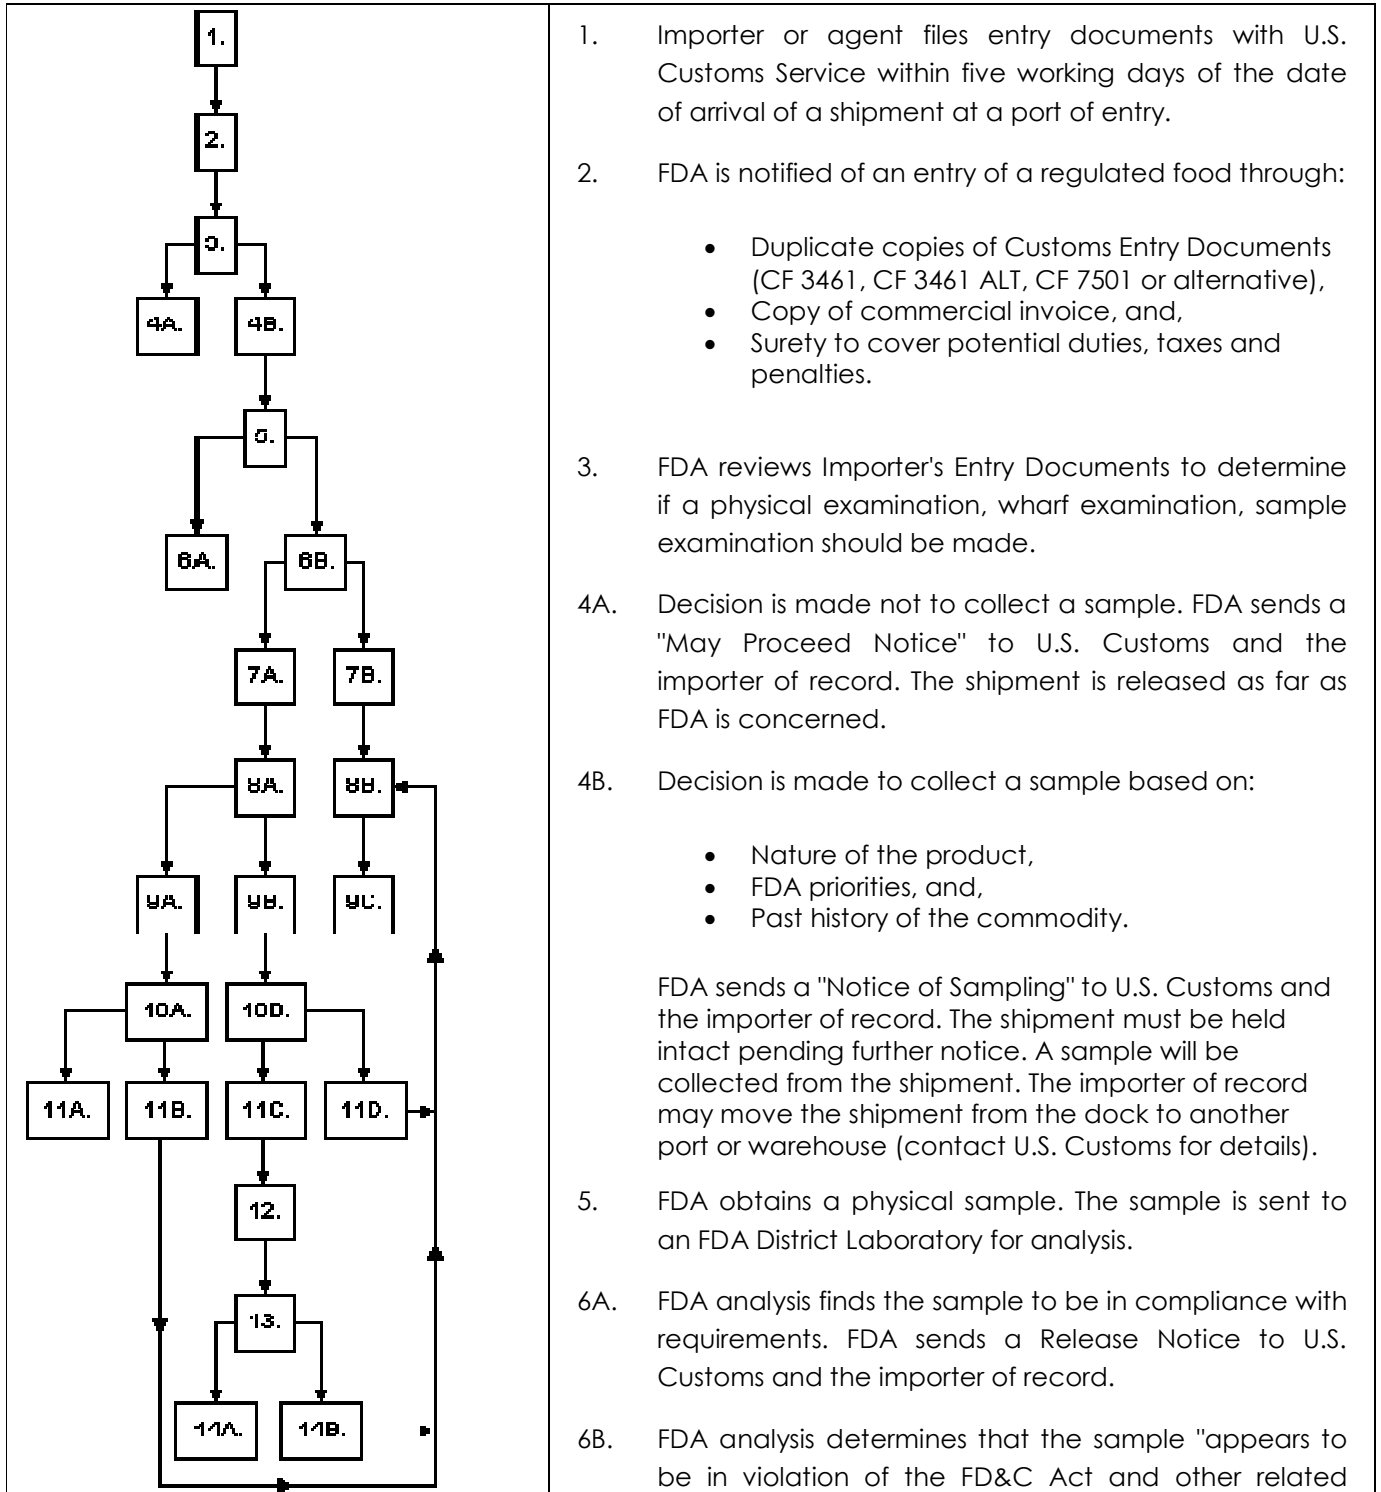 1.
2.
3.
4A.
4B.
5.
6A.
6B.
7A.
7B.
8A.
8B.
9A.
9B.
9C.
10A.
10B.
11A.
11B.
11C.
11D.
12.
13.
14A.
14B.
1. Importer or agent files entry documents with U.S.
Customs Service within five working days of the date
of arrival of a shipment at a port of entry.
2. FDA is notified of an entry of a regulated food through:
• Duplicate copies of Customs Entry Documents
(CF 3461, CF 3461 ALT, CF 7501 or alternative),
• Copy of commercial invoice, and,
• Surety to cover potential duties, taxes and
penalties.
3. FDA reviews Importer's Entry Documents to determine
if a physical examination, wharf examination, sample
examination should be made.
4A. Decision is made not to collect a sample. FDA sends a
"May Proceed Notice" to U.S. Customs and the
importer of record. The shipment is released as far as
FDA is concerned.
4B. Decision is made to collect a sample based on:
• Nature of the product,
• FDA priorities, and,
• Past history of the commodity.
FDA sends a "Notice of Sampling" to U.S. Customs and
the importer of record. The shipment must be held
intact pending further notice. A sample will be
collected from the shipment. The importer of record
may move the shipment from the dock to another
port or warehouse (contact U.S. Customs for details).
5. FDA obtains a physical sample. The sample is sent to
an FDA District Laboratory for analysis.
6A. FDA analysis finds the sample to be in compliance with
requirements. FDA sends a Release Notice to U.S.
Customs and the importer of record.
6B. FDA analysis determines that the sample "appears to
be in violation of the FD&C Act and other related